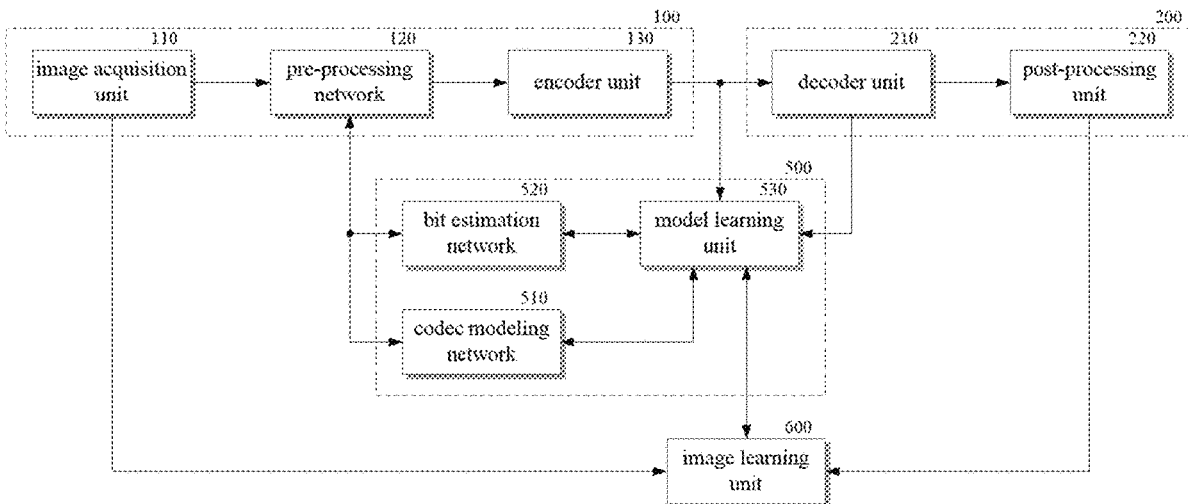 100
200
110
120
130
210
220
image acquisition
unit
pre-processing
network
encoder unit
decoder unit
post-processing
unit
500
520
530
bit estimation
network
model learning
unit
510
codec modeling
network
600
image learning
unit